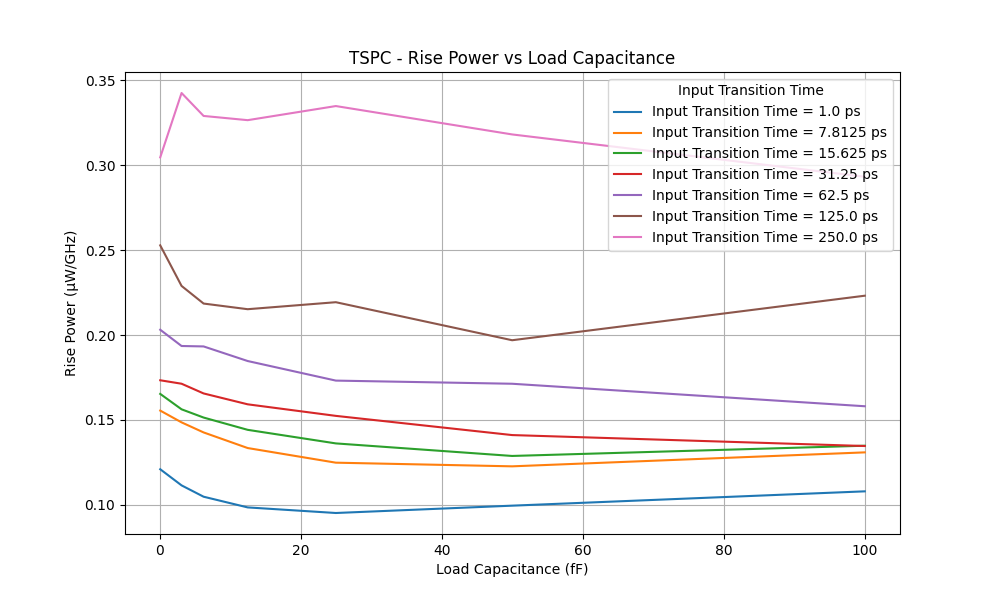 TSPC - Rise Power vs Load Capacitance
Rise Power (μW/GHz)
0.35
0.30
0.25
0.20
0.15
0.10
Input Transition Time
Input Transition Time = 1.0 ps
Input Transition Time = 7.8125 ps
Input Transition Time = 15.625 ps
Input Transition Time = 31.25 ps
Input Transition Time = 62.5 ps
Input Transition Time = 125.0 ps
Input Transition Time = 250.0 ps
0 20 40 60 80 100
Load Capacitance (fF)